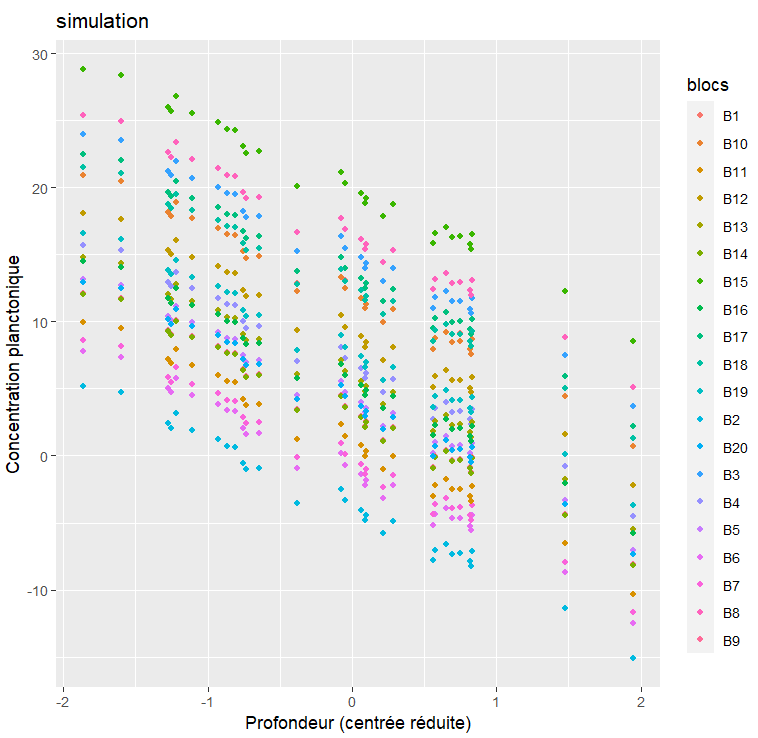 simulation
Concentration planctonique
30
20
10
0
-10
-2
-1
0
1
2
Profondeur (centrée réduite)
blocs
B1
B10
B11
B12
B13
B14
B15
B16
B17
B18
B19
B2
B20
B3
B4
B5
B6
B7
B8
B9